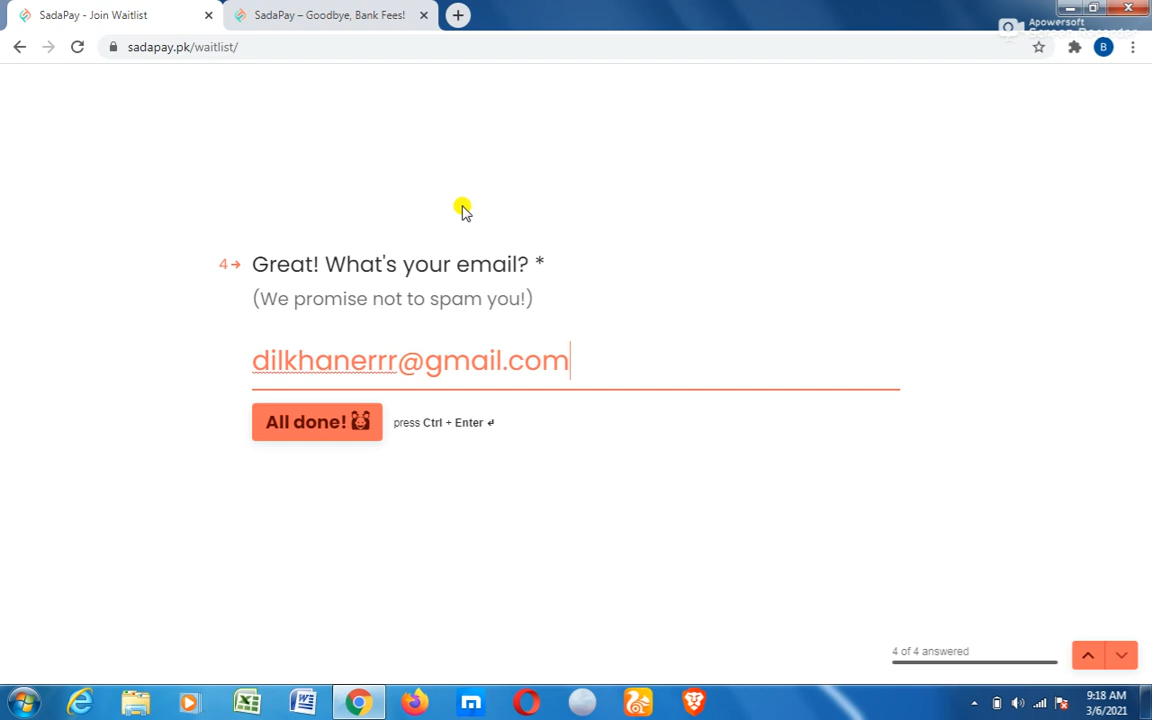 SadaPay - Join Waitlist
SadaPay – Goodbye, Bank Fees!
Apowersoft
Screen Recorder
sadapay.pk/waitlist/
B
4
Great! What's your email? *
(We promise not to spam you!)
dilkhanerrr@gmail.com
All done!
press Ctrl + Enter ↵
4 of 4 answered
9:18 AM
3/6/2021